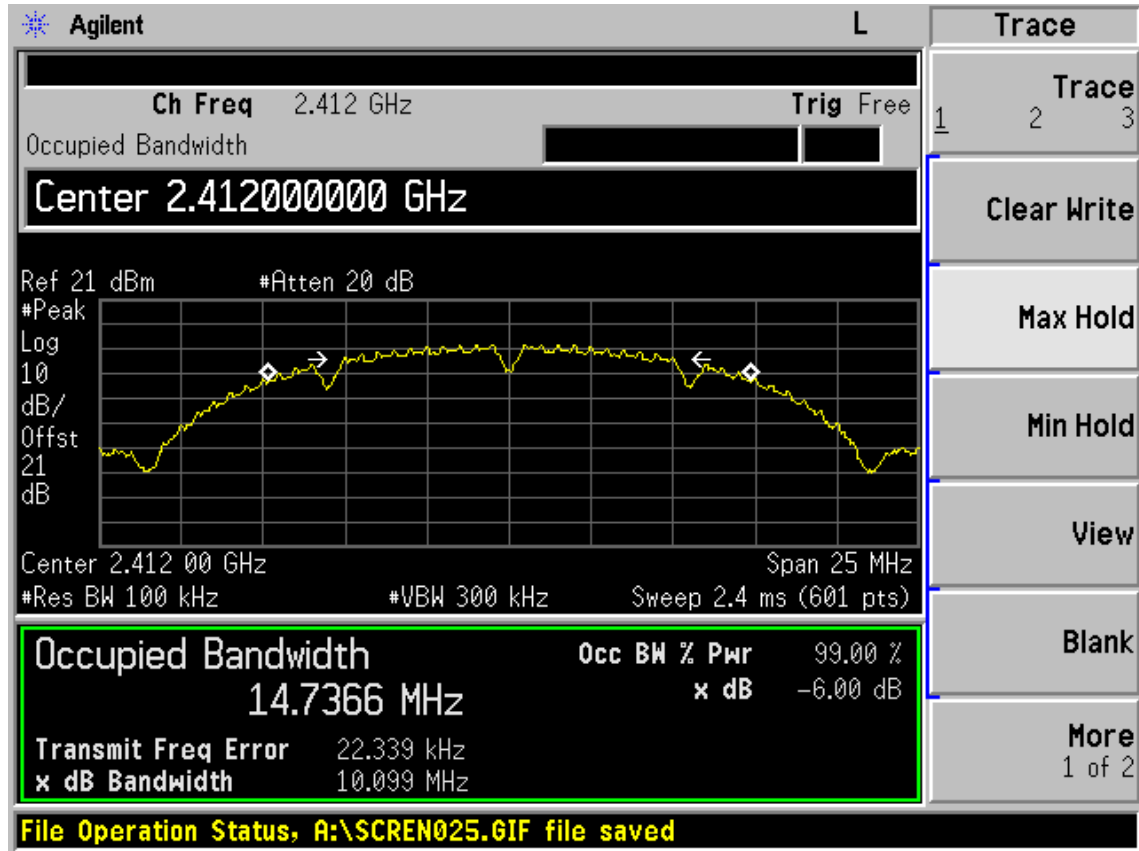 Agilent L Trace
Ch Freq 2.412 GHz Trig Free
Occupied Bandwidth
Center 2.412000000 GHz
Ref 21 dBm #Atten 20 dB
#Peak
Log
10
dB/
Offst
21
dB
Center 2.412 00 GHz Span 25 MHz
#Res BW 100 kHz #VBW 300 kHz Sweep 2.4 ms (601 pts)
Occupied Bandwidth Occ BW % Pwr 99.00 %
14.7366 MHz x dB -6.00 dB
Transmit Freq Error 22.339 kHz
x dB Bandwidth 10.099 MHz
File Operation Status, A:\SCREN025.GIF file saved
Trace
1 2 3
Clear Write
Max Hold
Min Hold
View
Blank
More
1 of 2